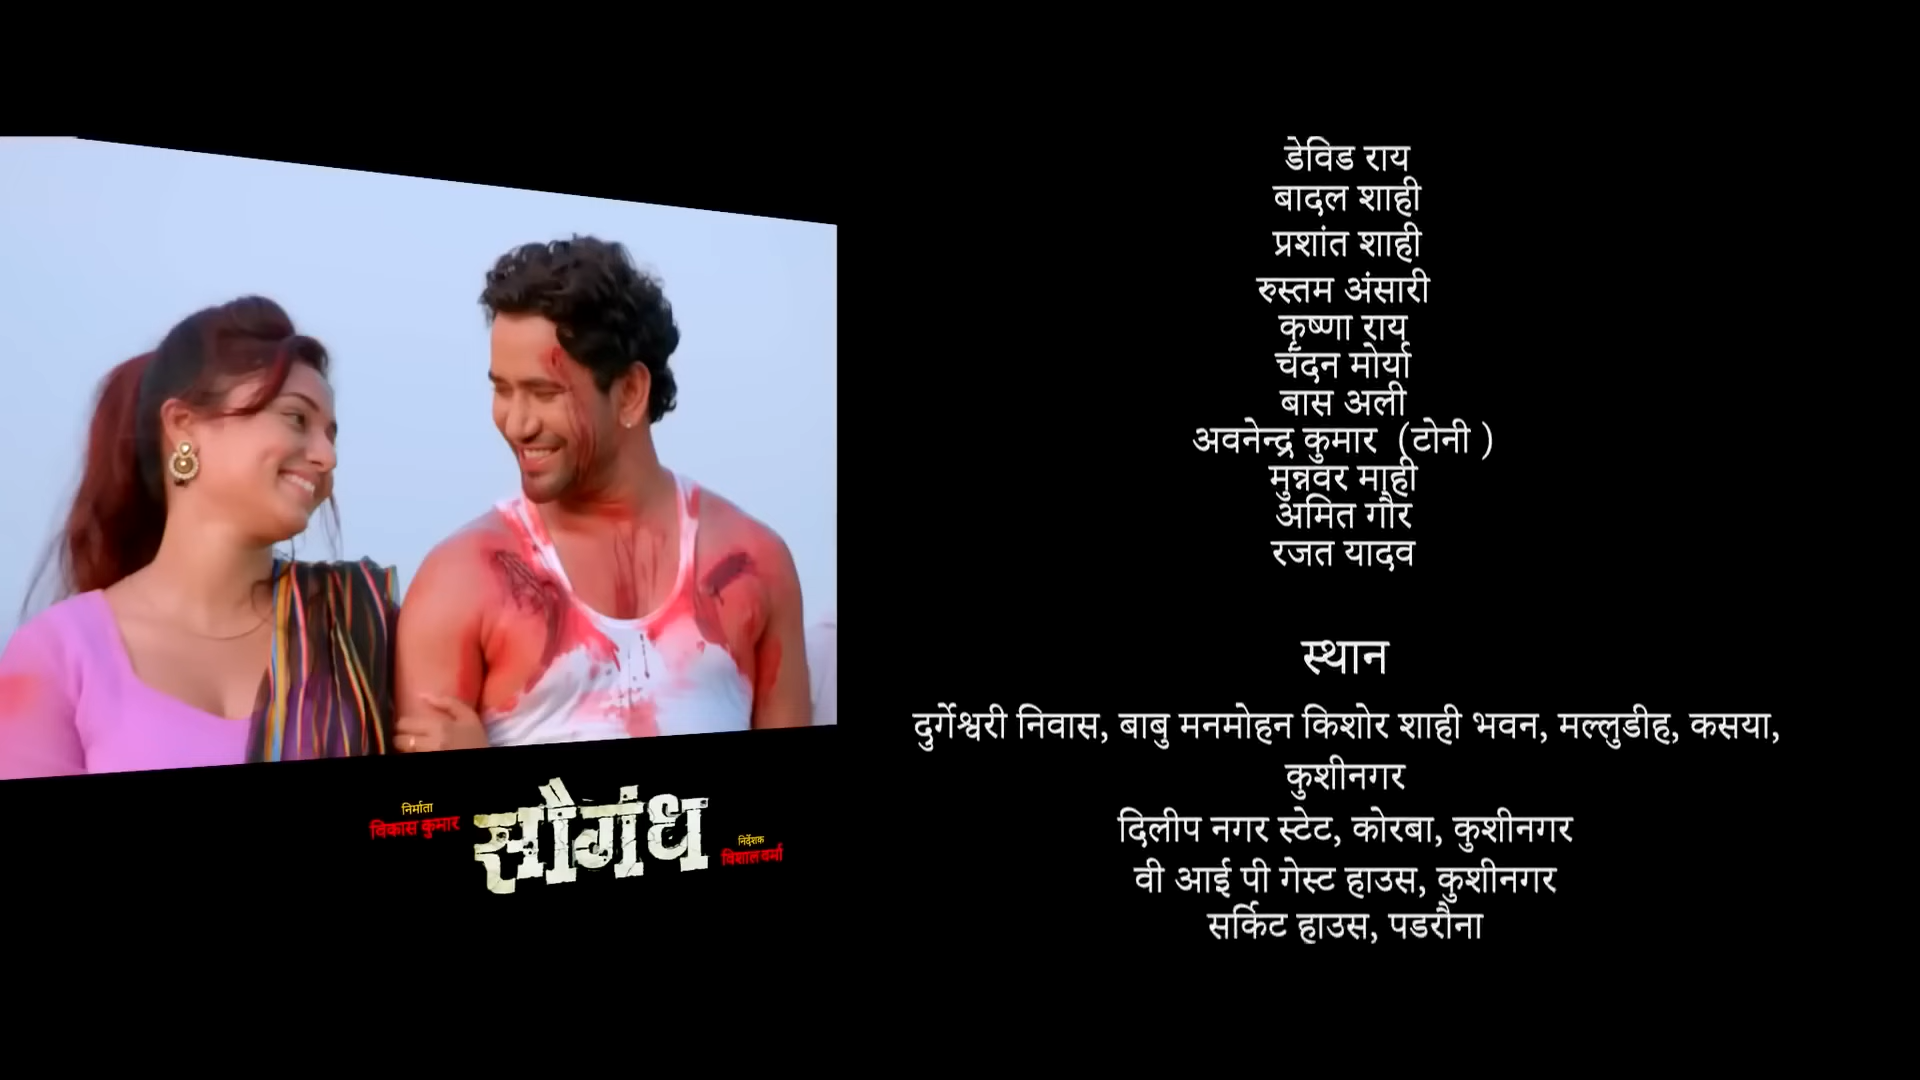 डेविड राय
बादल शाही
प्रशांत शाही
रुस्तम अंसारी
कृष्णा राय
चंदन मोर्या
बास अली
अवनेन्द्र कुमार (टोनी )
मुन्नवर माही
अमित गौर
रजत यादव
स्थान
दुर्गेश्वरी निवास, बाबु मनमोहन किशोर शाही भवन, मल्लुडीह, कसया,
कुशीनगर
दिलीप नगर स्टेट, कोरबा, कुशीनगर
वी आई पी गेस्ट हाउस, कुशीनगर
सर्किट हाउस, पडरौना
निर्माता
विकास कुमार
सौगंध
निर्देशक
विशाल वर्मा